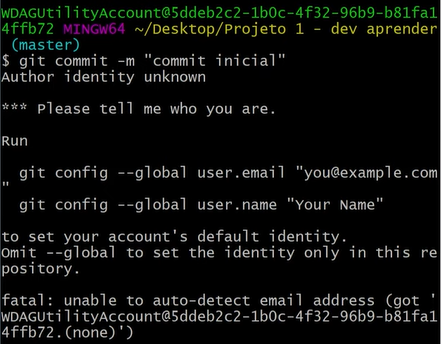 WDAGUtilityAccount@5ddeb2c2-1b0c-4f32-96b9-b81fa1
4ffb72 MINGW64 ~/Desktop/Projeto 1 - dev aprender
(master)
$ git commit -m "commit inicial"
Author identity unknown
*** Please tell me who you are.
Run
git config --global user.email "you@example.com
"
git config --global user.name "Your Name"
to set your account's default identity.
Omit --global to set the identity only in this re
pository.
fatal: unable to auto-detect email address (got '
WDAGUtilityAccount@5ddeb2c2-1b0c-4f32-96b9-b81fa1
4ffb72.(none)')